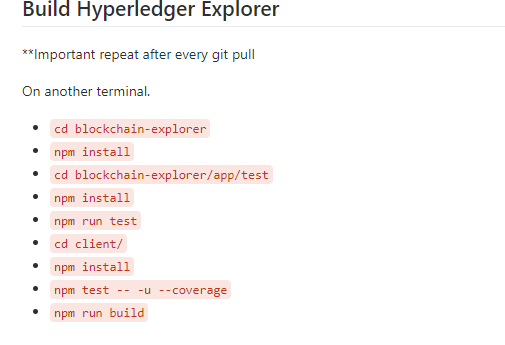 Build Hyperledger Explorer
**Important repeat after every git pull
On another terminal.
cd blockchain-explorer
npm install
cd blockchain-explorer/app/test
npm install
npm run test
cd client/
npm install
npm test -- -u --coverage
npm run build